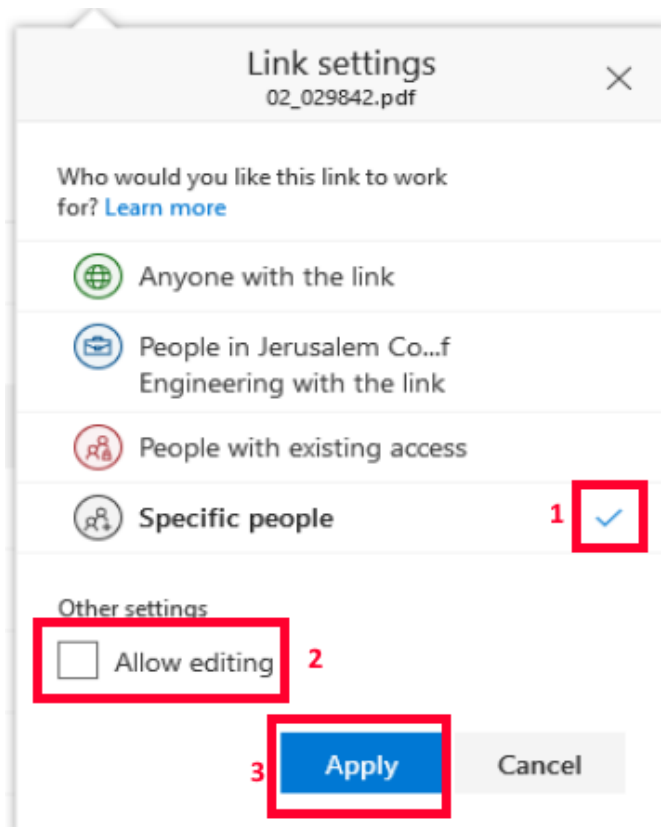 Link settings
02_029842.pdf
Who would you like this link to work
for? Learn more
Anyone with the link
People in Jerusalem Co...f
Engineering with the link
People with existing access
Specific people 1
Other settings
Allow editing 2
3 Apply Cancel